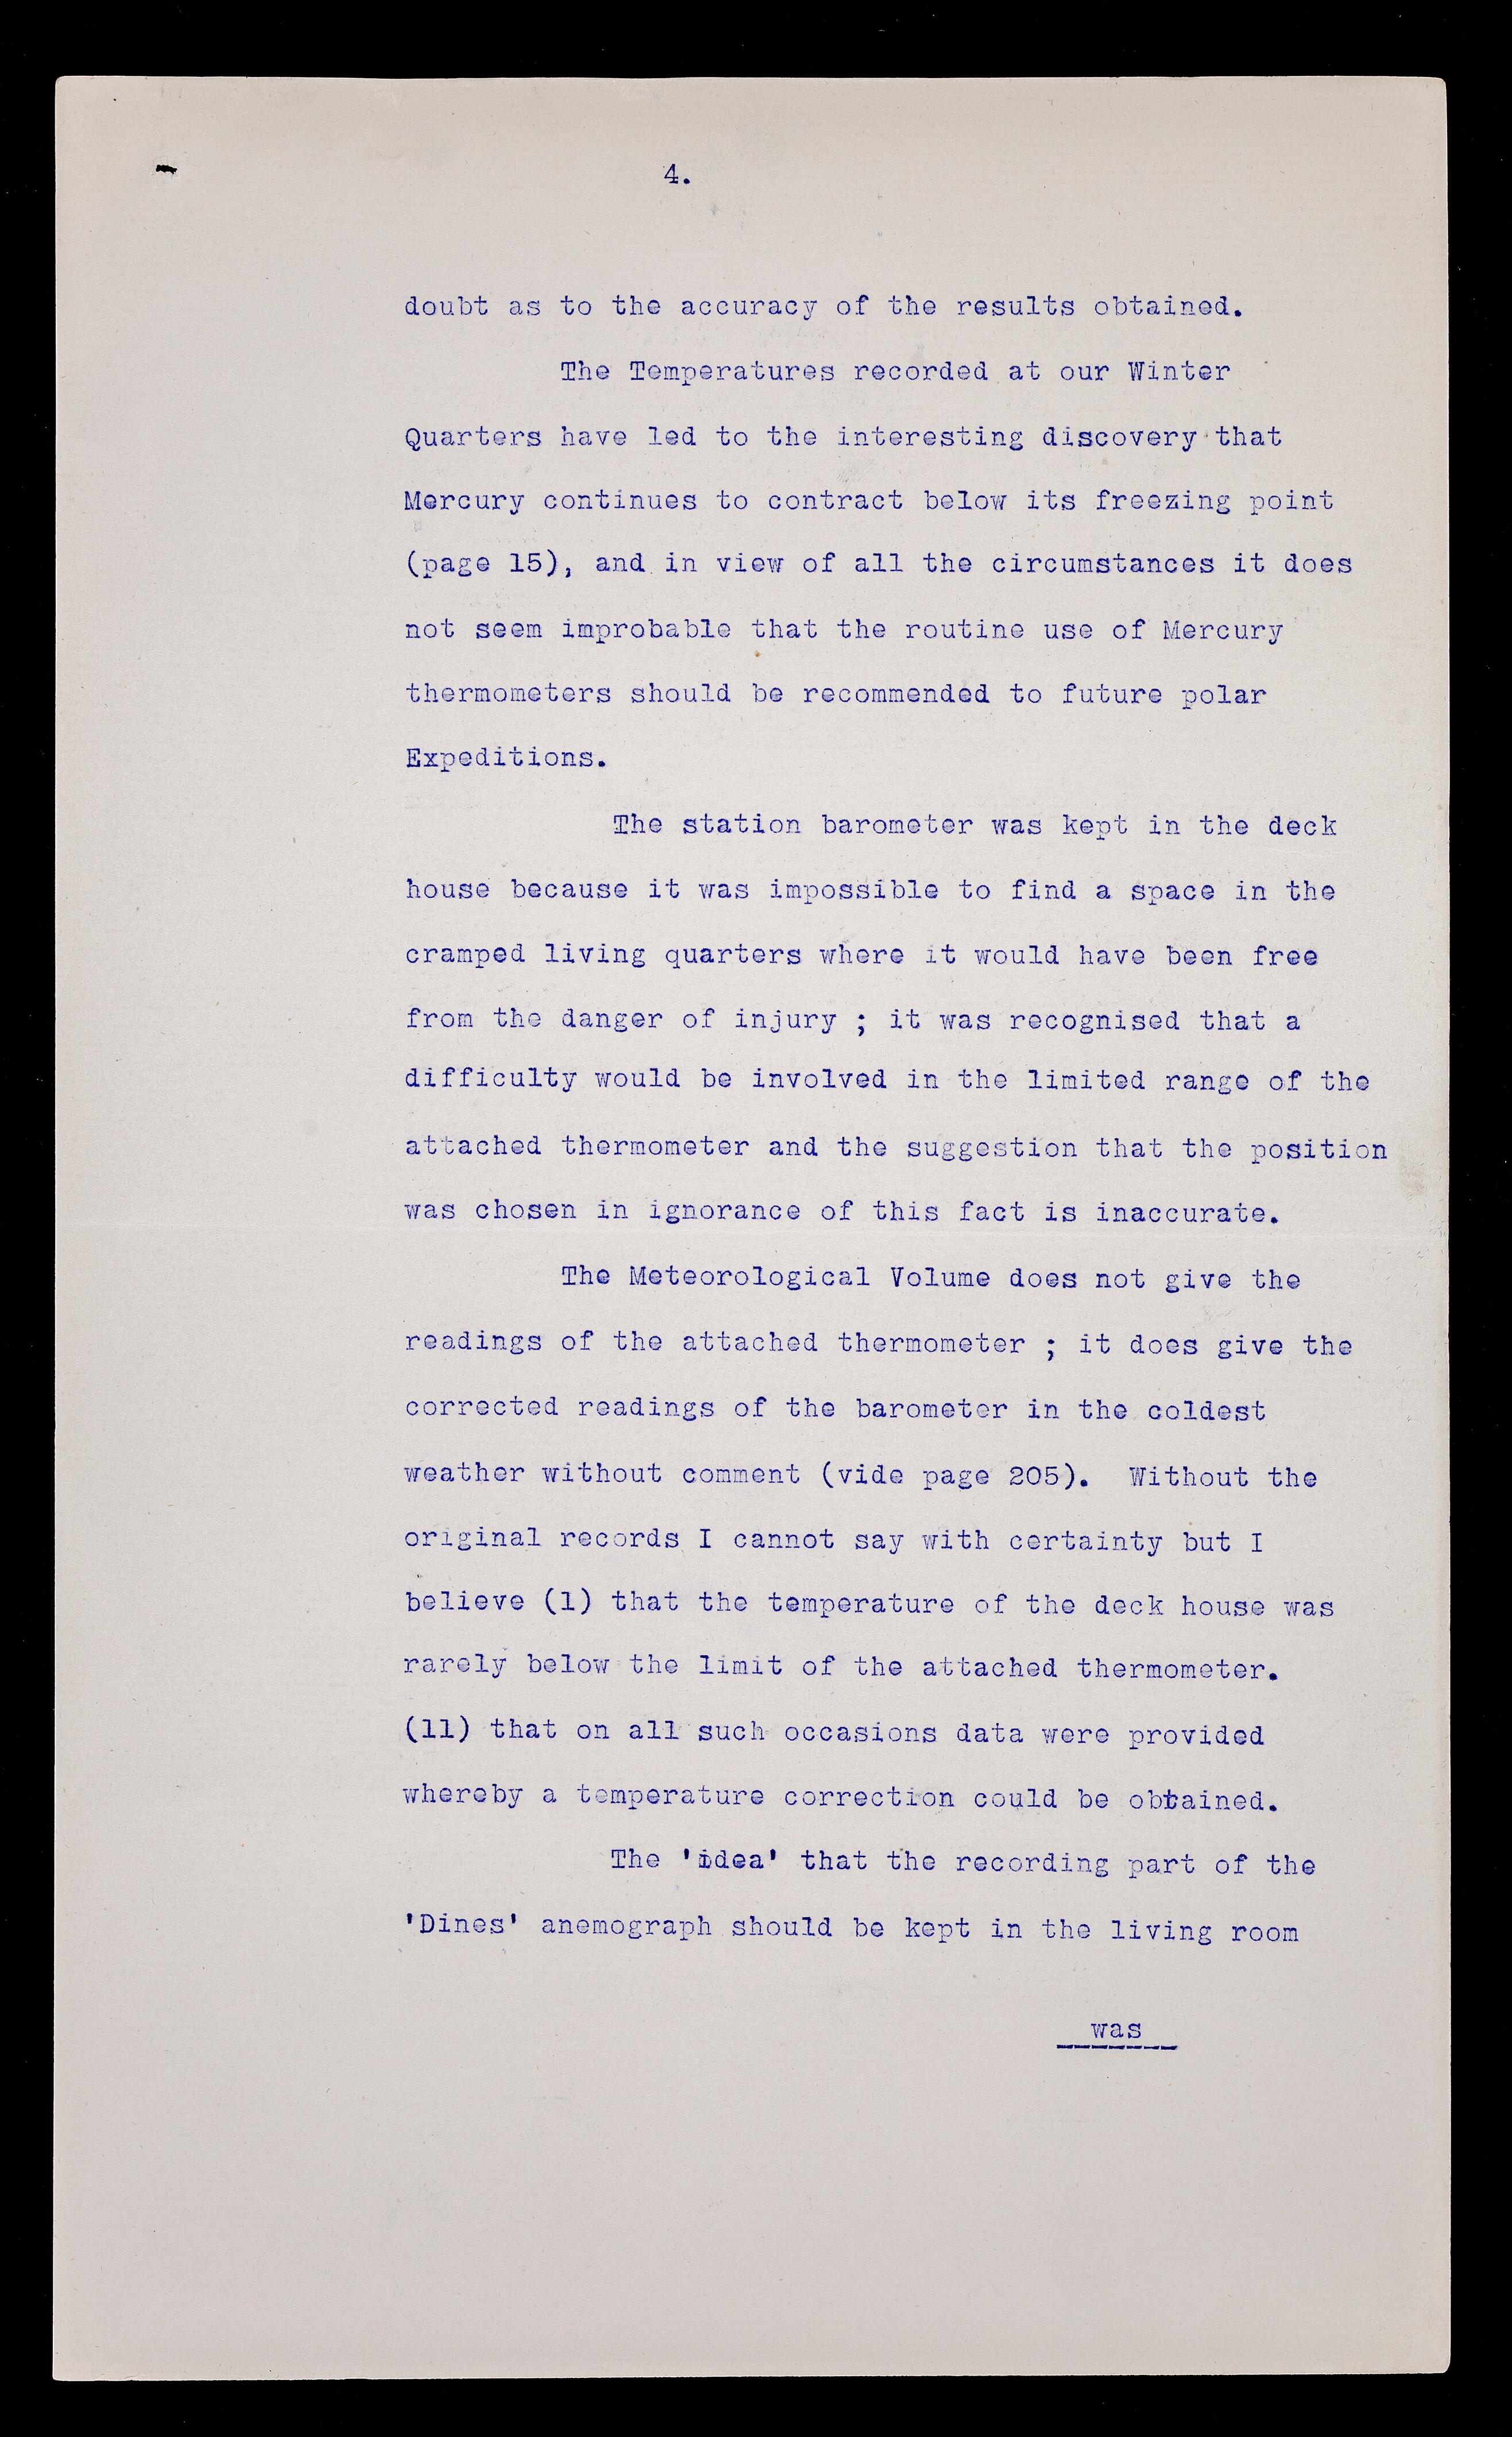 4.
doubt as to the accuracy of the results obtained.
The Temperatures recorded at our Winter
Quarters have led to the interesting discovery that
Mercury continues to contract below its freezing point
(page 15), and in view of all the circumstances it does
not seem improbable that the routine use of Mercury
thermometers should be recommended to future polar
Expeditions.
The station barometer was kept in the deck
house because it was impossible to find a space in the
cramped living quarters where it would have been free
from the danger of injury ; it was recognised that a
difficulty would be involved in the limited range of the
attached thermometer and the suggestion that the position
was chosen in ignorance of this fact is inaccurate.
The Meteorological Volume does not give the
readings of the attached thermometer ; it does give the
corrected readings of the barometer in the coldest
weather without comment (vide page 205). Without the
original records I cannot say with certainty but I
believe (1) that the temperature of the deck house was
rarely below the limit of the attached thermometer.
(11) that on all such occasions data were provided
whereby a temperature correction could be obtained.
The 'idea' that the recording part of the
'Dines' anemograph should be kept in the living room
was